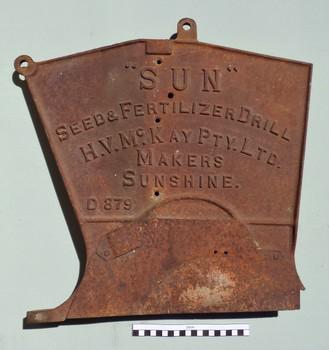 "SUN"
SEED & FERTILIZER DRILL
H.V. McKAY PTY. LTD.
MAKERS
SUNSHINE.
D 879